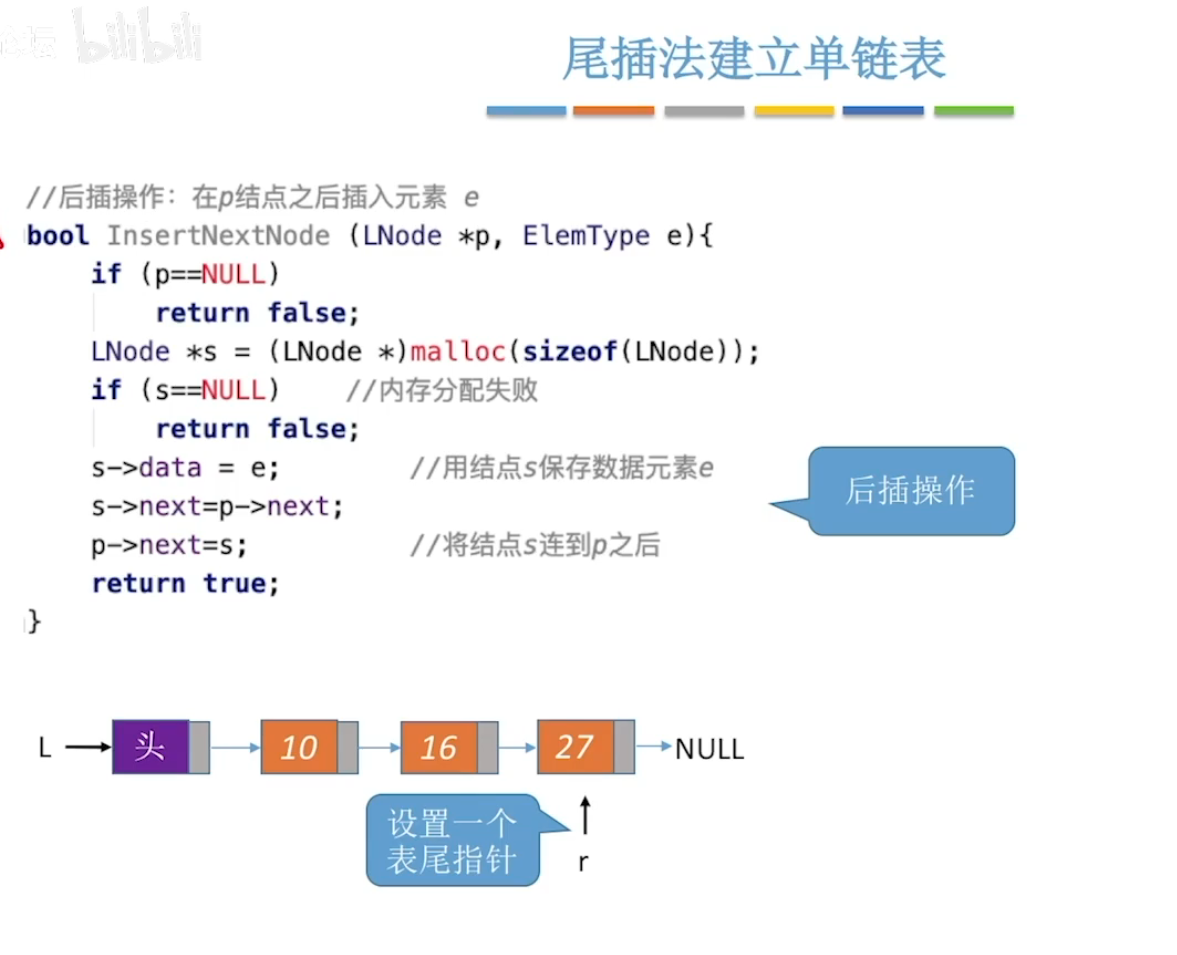 bilibili
尾插法建立单链表
//后插操作：在p结点之后插入元素 e
bool InsertNextNode (LNode *p, ElemType e){
if (p==NULL)
return false;
LNode *s = (LNode *)malloc(sizeof(LNode));
if (s==NULL) //内存分配失败
return false;
s->data = e; //用结点s保存数据元素e
s->next=p->next;
p->next=s; //将结点s连到p之后
return true;
}
后插操作
L 头 10 16 27 NULL
设置一个
表尾指针
r